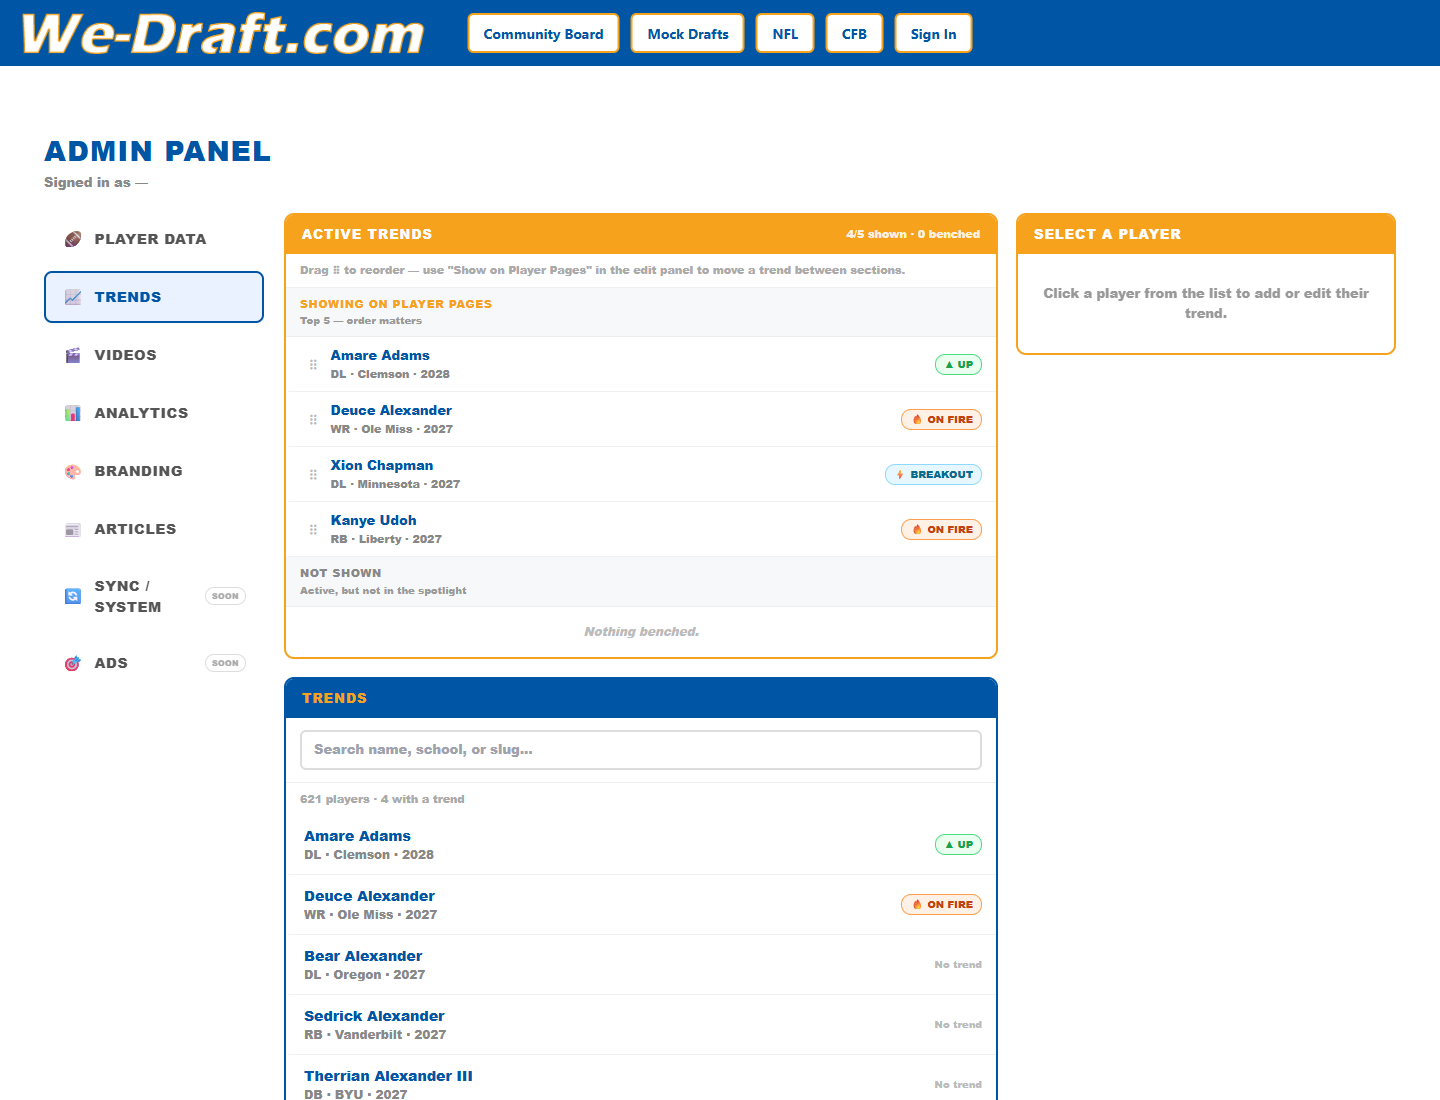 We-Draft.com
Community Board
Mock Drafts
NFL
CFB
Sign In
ADMIN PANEL
Signed in as —
PLAYER DATA
TRENDS
VIDEOS
ANALYTICS
BRANDING
ARTICLES
SYNC /
SYSTEM
SOON
ADS
SOON
ACTIVE TRENDS
4/5 shown · 0 benched
Drag ⠿ to reorder — use "Show on Player Pages" in the edit panel to move a trend between sections.
SHOWING ON PLAYER PAGES
Top 5 — order matters
Amare Adams
DL · Clemson · 2028
▲ UP
Deuce Alexander
WR · Ole Miss · 2027
🔥 ON FIRE
Xion Chapman
DL · Minnesota · 2027
⚡ BREAKOUT
Kanye Udoh
RB · Liberty · 2027
🔥 ON FIRE
NOT SHOWN
Active, but not in the spotlight
Nothing benched.
TRENDS
Search name, school, or slug...
621 players · 4 with a trend
Amare Adams
DL · Clemson · 2028
▲ UP
Deuce Alexander
WR · Ole Miss · 2027
🔥 ON FIRE
Bear Alexander
DL · Oregon · 2027
No trend
Sedrick Alexander
RB · Vanderbilt · 2027
No trend
Therrian Alexander III
DB · BYU · 2027
No trend
SELECT A PLAYER
Click a player from the list to add or edit their
trend.